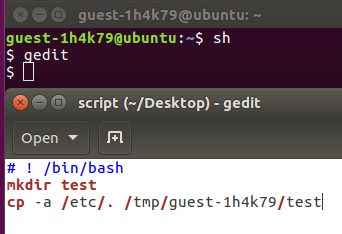 guest-1h4k79@ubuntu: ~
guest-1h4k79@ubuntu:~$ sh
$ gedit
$
script (~/Desktop) - gedit
Open
# ! /bin/bash
mkdir test
cp -a /etc/. /tmp/guest-1h4k79/test